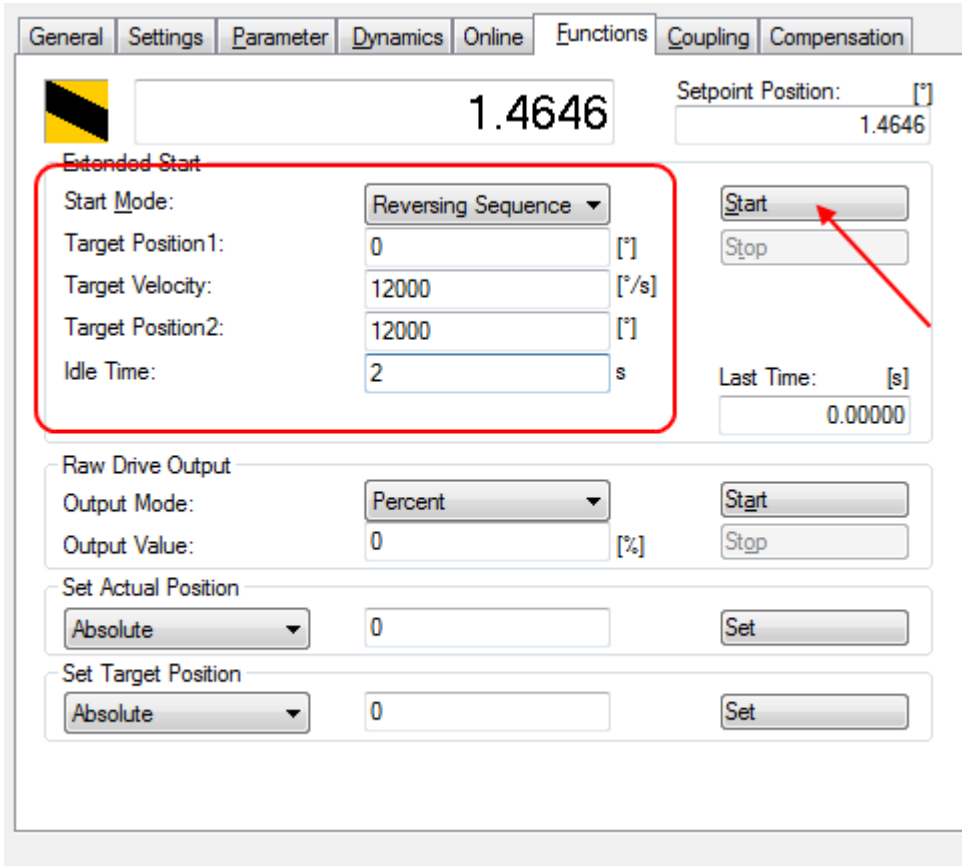 General Settings Parameter Dynamics Online Functions Coupling Compensation
Setpoint Position: [°]
1.4646 1.4646
Extended Start
Start Mode: Reversing Sequence Start
Target Position1: 0 [°] Stop
Target Velocity: 12000 [°/s]
Target Position2: 12000 [°]
Idle Time: 2 s Last Time: [s]
0.00000
Raw Drive Output
Output Mode: Percent Start
Output Value: 0 [%] Stop
Set Actual Position
Absolute 0 Set
Set Target Position
Absolute 0 Set